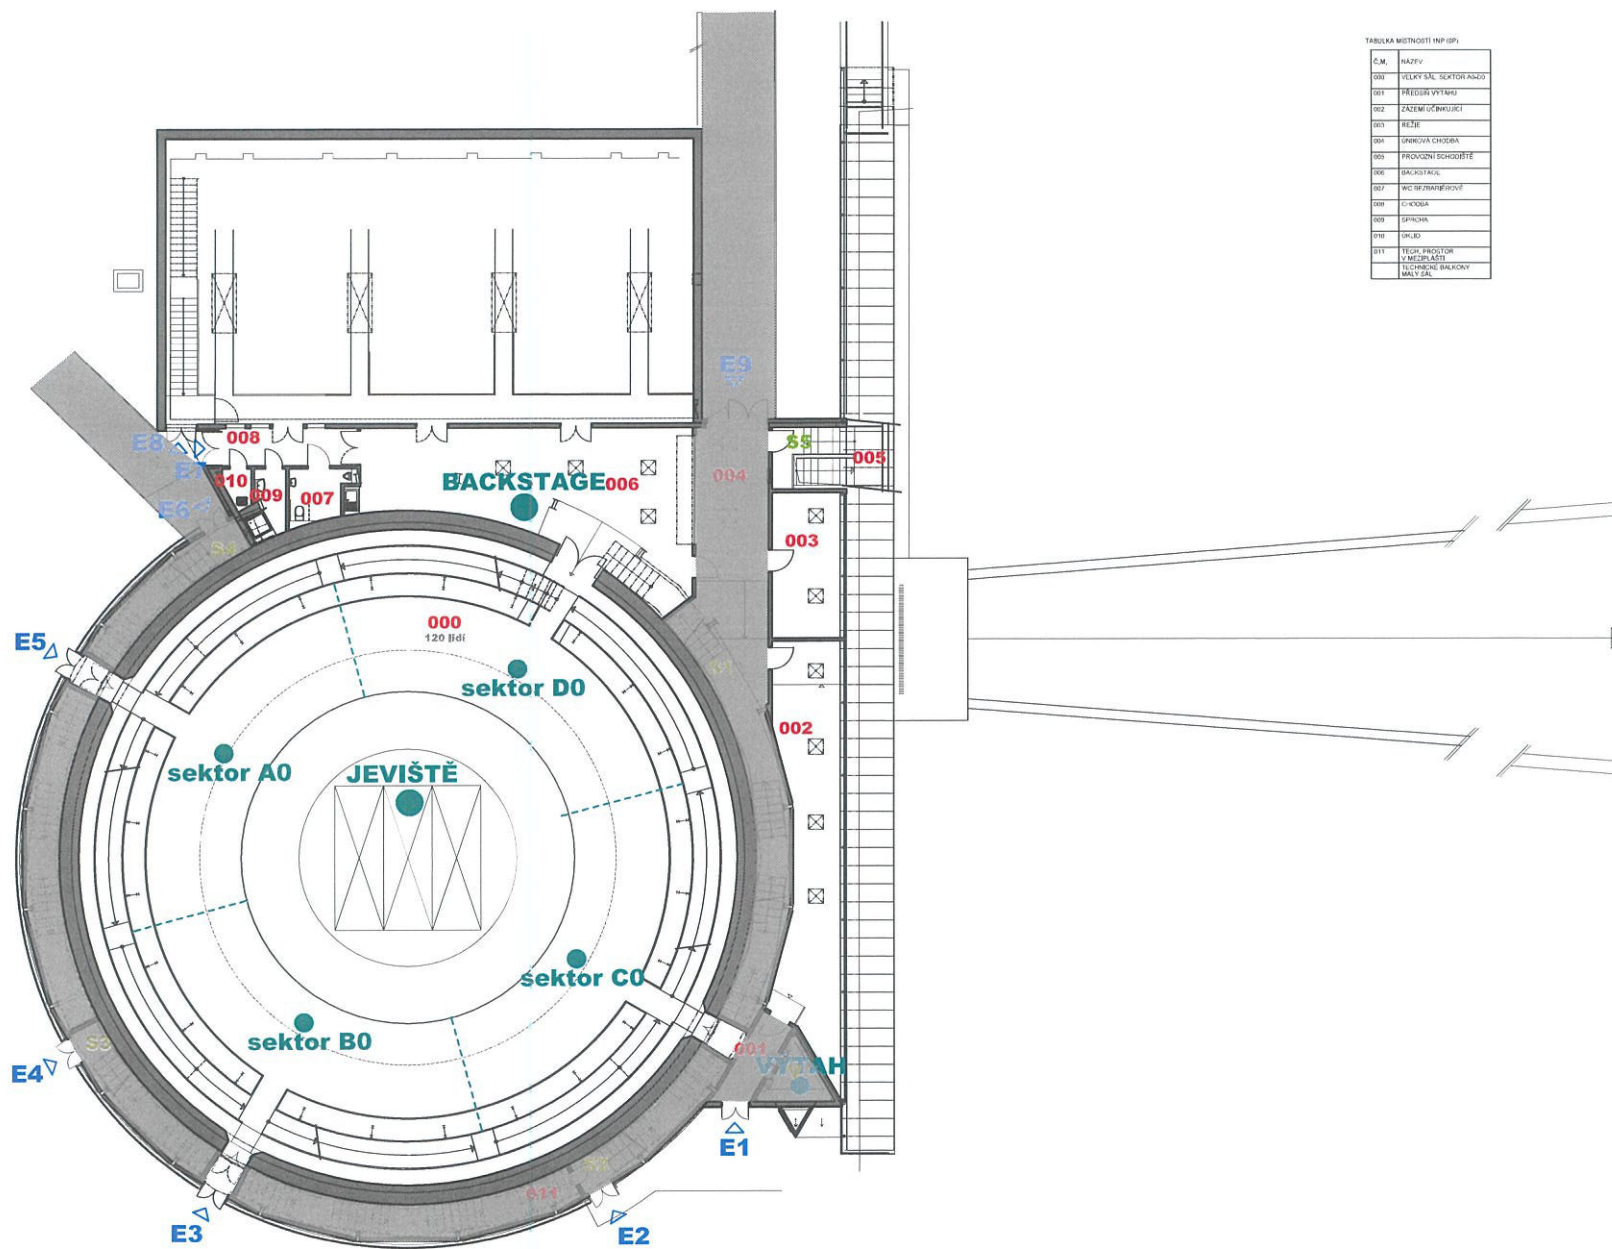 TABULKA MÍSTNOSTÍ 1NP (0P)
Č.M. NÁZEV
000 VELKÝ SÁL, SEKTOR A0-D0
001 PŘEDSÍŇ VÝTAHU
002 ZÁZEMÍ ÚČINKUJÍCÍ
003 REŽIE
004 ÚNIKOVÁ CHODBA
005 PROVOZNÍ SCHODIŠTĚ
006 BACKSTAGE
007 WC BEZBARIÉROVÉ
008 CHODBA
009 SPRCHA
010 ÚKLID
011 TECH. PROSTOR
V MEZIPLÁŠTI
TECHNICKÉ BALKONY
MALÝ SÁL
E9
E8
008
S5
005
E7
010
009
007
BACKSTAGE
006
004
E6
003
S4
000
120 lidí
E5
sektor D0
002
sektor A0
JEVIŠTĚ
sektor C0
sektor B0
S3
001
VÝTAH
E4
E1
011
E3
E2